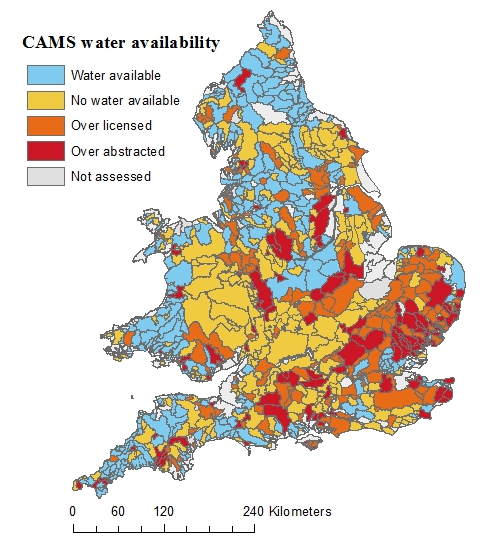 CAMS water availability
Water available
No water available
Over licensed
Over abstracted
Not assessed
0 60 120 240 Kilometers